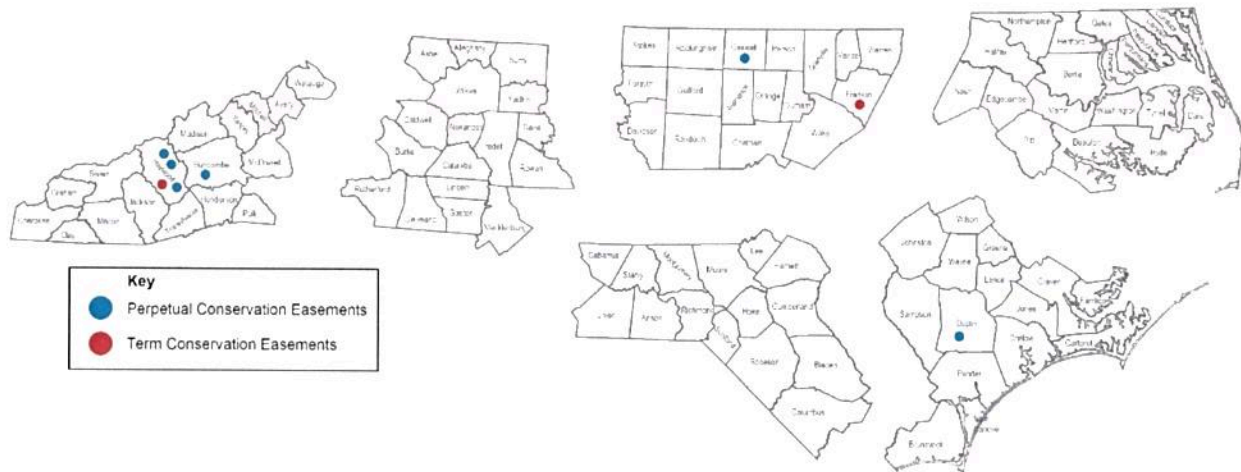 Watauga
Avery
Madison
Buncombe
McDowell
Haywood
Swain
Graham
Jackson
Henderson
Polk
Cherokee
Macon
Clay
Transylvania
Ashe
Alleghany
Surry
Wilkes
Yadkin
Caldwell
Alexander
Davie
Burke
Iredell
Catawba
Rowan
Rutherford
Lincoln
Cleveland
Gaston
Mecklenburg
Stokes
Rockingham
Caswell
Person
Granville
Vance
Warren
Forsyth
Guilford
Alamance
Orange
Durham
Franklin
Davidson
Randolph
Chatham
Wake
Northampton
Gates
Halifax
Hertford
Bertie
Nash
Edgecombe
Martin
Washington
Tyrrell
Dare
Pitt
Beaufort
Hyde
Cabarrus
Stanly
Montgomery
Moore
Lee
Harnett
Union
Anson
Richmond
Hoke
Cumberland
Scotland
Robeson
Bladen
Columbus
Wilson
Johnston
Wayne
Greene
Lenoir
Craven
Pamlico
Sampson
Duplin
Jones
Onslow
Carteret
Pender
Brunswick
Key
Perpetual Conservation Easements
Term Conservation Easements